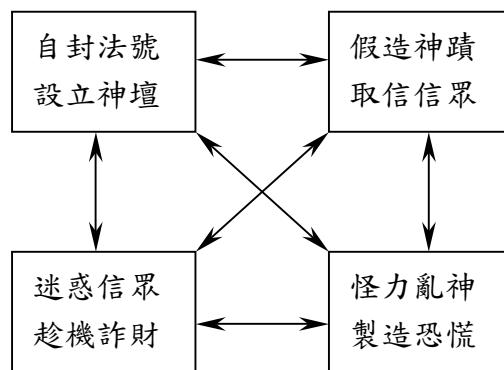 自封法號
設立神壇
假造神蹟
取信信眾
迷惑信眾
趁機詐財
怪力亂神
製造恐慌